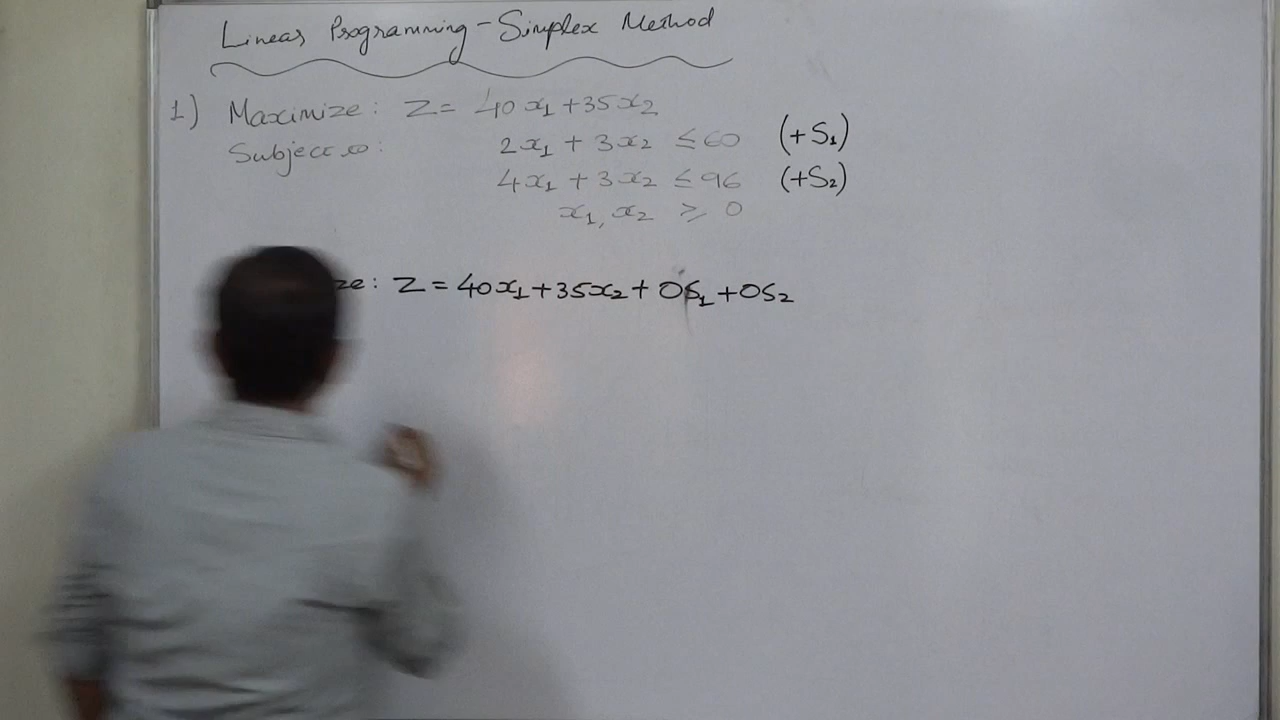 Linear Programming - Simplex Method
1) Maximize: Z = 40x₁ + 35x₂
Subject to: 2x₁ + 3x₂ ≤ 60 (+S₁)
4x₁ + 3x₂ ≤ 96 (+S₂)
x₁, x₂ ≥ 0
ze: Z = 40x₁ + 35x₂ + 0S₁ + 0S₂